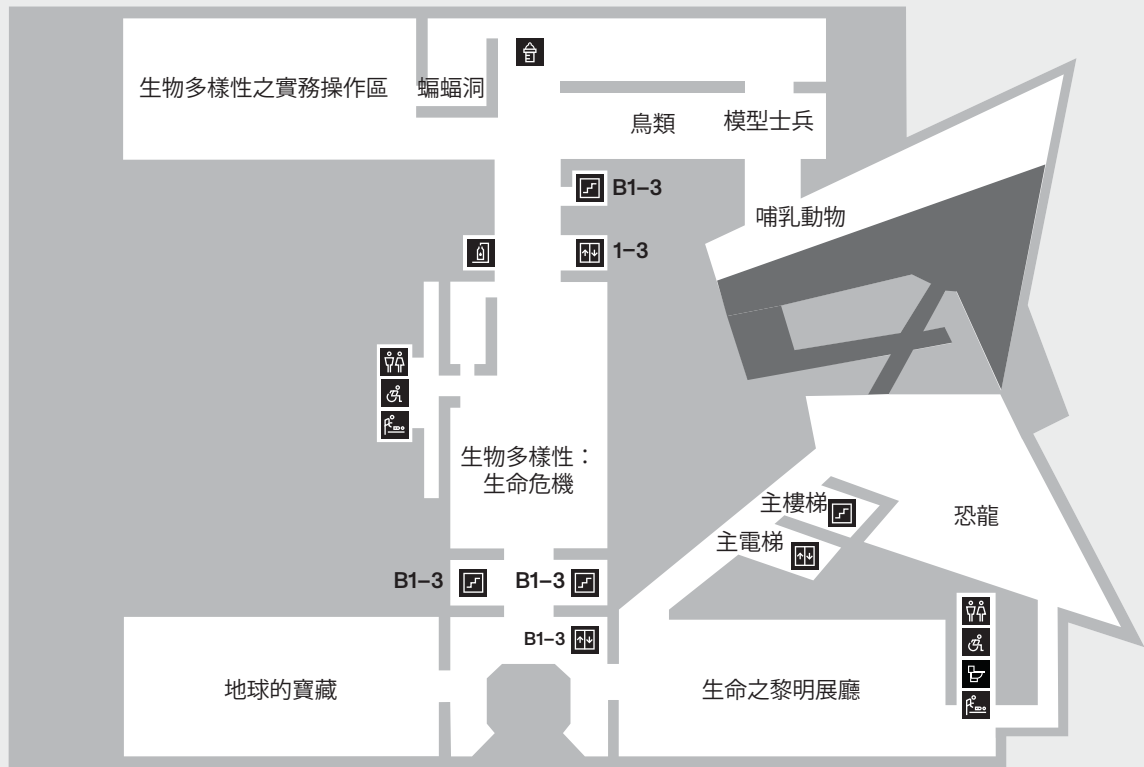 生物多樣性之實務操作區
蝙蝠洞
鳥類
模型士兵
B1–3
哺乳動物
1–3
生物多樣性：
生命危機
主樓梯
恐龍
主電梯
B1–3
B1–3
B1–3
地球的寶藏
生命之黎明展廳